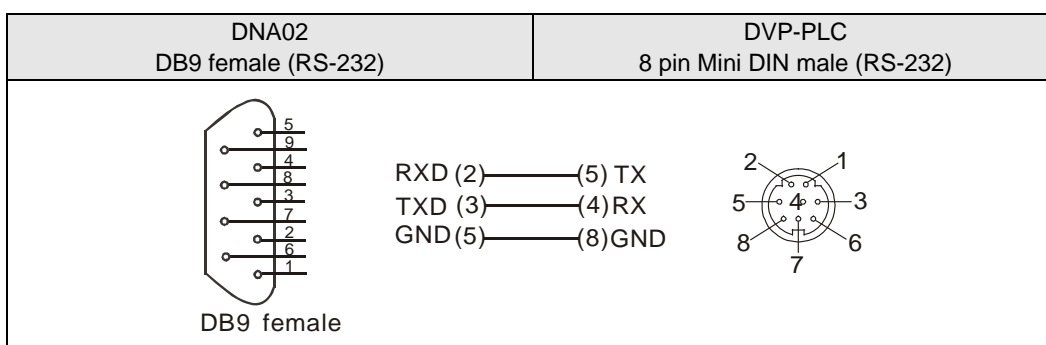 DNA02
DB9 female (RS-232)
DVP-PLC
8 pin Mini DIN male (RS-232)
5
9
4
8
3
7
2
6
1
DB9 female
RXD (2) (5) TX
TXD (3) (4)RX
GND(5) (8)GND
2 1
5 4 3
8 6
7